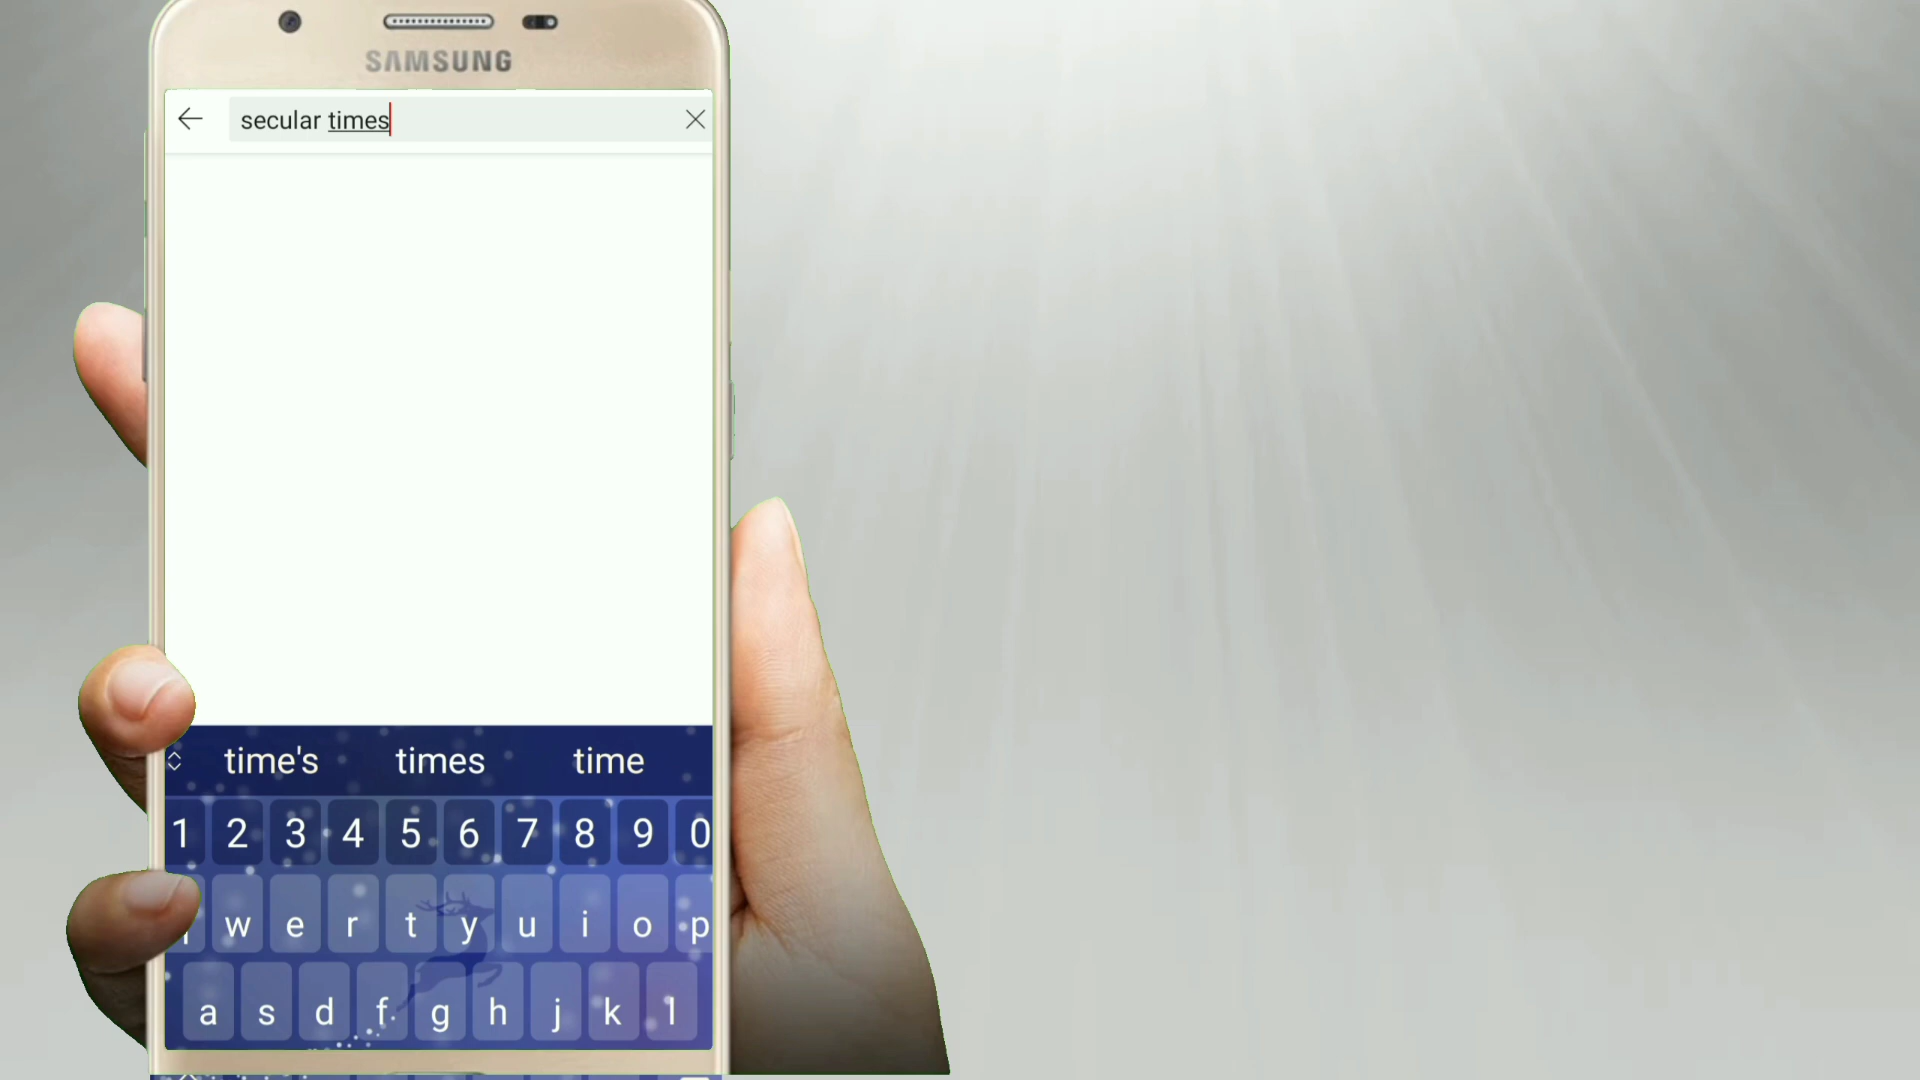 SAMSUNG
secular times
time's times time
1 2 3 4 5 6 7 8 9 0
w e r t y u i o p
a s d f g h j k l